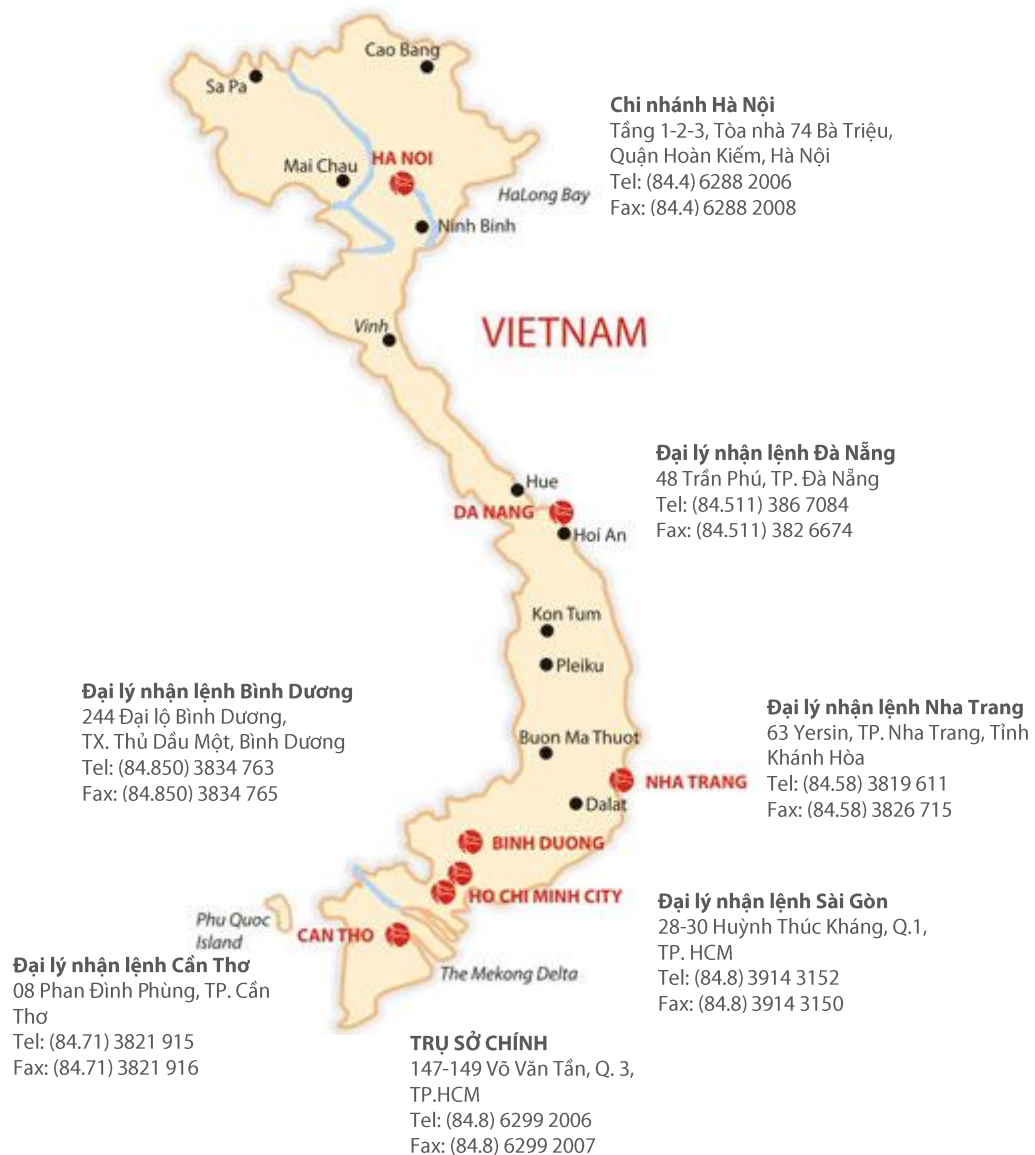 Cao Bang
Sa Pa
Chi nhánh Hà Nội
Tầng 1-2-3, Tòa nhà 74 Bà Triệu,
Quận Hoàn Kiếm, Hà Nội
Tel: (84.4) 6288 2006
Fax: (84.4) 6288 2008
Mai Chau
HA NOI
HaLong Bay
Ninh Binh
VIETNAM
Vinh
Đại lý nhận lệnh Đà Nẵng
48 Trần Phú, TP. Đà Nẵng
Tel: (84.511) 386 7084
Fax: (84.511) 382 6674
Hue
DA NANG
Hoi An
Kon Tum
Pleiku
Đại lý nhận lệnh Bình Dương
244 Đại lộ Bình Dương,
TX. Thủ Dầu Một, Bình Dương
Tel: (84.850) 3834 763
Fax: (84.850) 3834 765
Buon Ma Thuot
Đại lý nhận lệnh Nha Trang
63 Yersin, TP. Nha Trang, Tỉnh
Khánh Hòa
Tel: (84.58) 3819 611
Fax: (84.58) 3826 715
NHA TRANG
Dalat
BINH DUONG
HO CHI MINH CITY
Đại lý nhận lệnh Sài Gòn
28-30 Huỳnh Thúc Kháng, Q.1,
TP. HCM
Tel: (84.8) 3914 3152
Fax: (84.8) 3914 3150
Phu Quoc
Island
CAN THO
The Mekong Delta
Đại lý nhận lệnh Cần Thơ
08 Phan Đình Phùng, TP. Cần
Thơ
Tel: (84.71) 3821 915
Fax: (84.71) 3821 916
TRỤ SỞ CHÍNH
147-149 Võ Văn Tần, Q. 3,
TP.HCM
Tel: (84.8) 6299 2006
Fax: (84.8) 6299 2007